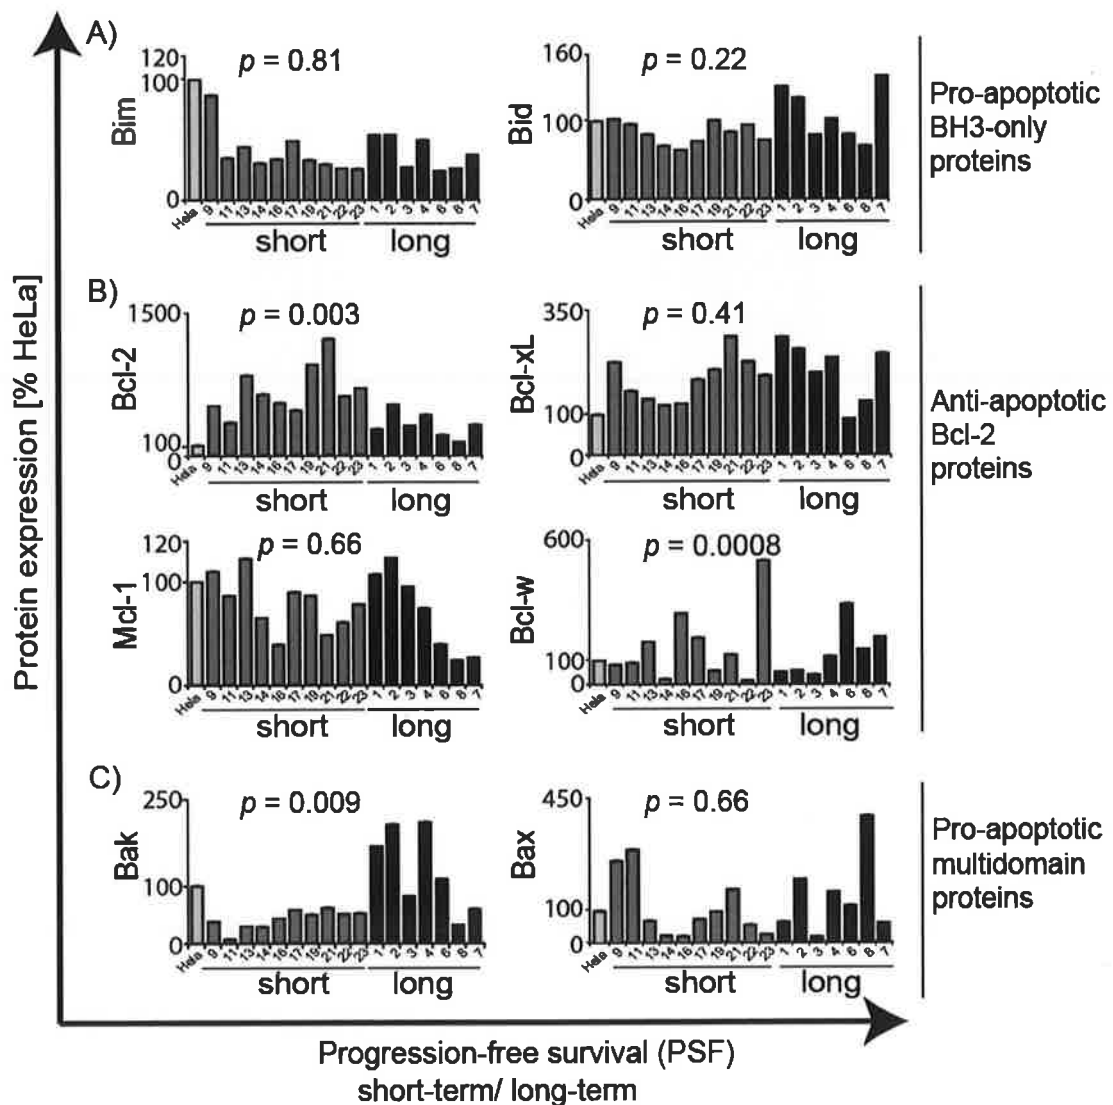 A)
120
100
0
Bim
p = 0.81
Hela 9 11 13 14 16 17 19 21 22 23 1 2 3 4 6 8 7
short long
160
100
0
Bid
p = 0.22
Hela 9 11 13 14 16 17 19 21 22 23 1 2 3 4 6 8 7
short long
Pro-apoptotic
BH3-only
proteins
B)
1500
100
0
Bcl-2
p = 0.003
Hela 9 11 13 14 16 17 19 21 22 23 1 2 3 4 6 8 7
short long
350
100
0
Bcl-xL
p = 0.41
Hela 9 11 13 14 16 17 19 21 22 23 1 2 3 4 6 8 7
short long
Anti-apoptotic
Bcl-2
proteins
120
100
0
Mcl-1
p = 0.66
Hela 9 11 13 14 16 17 19 21 22 23 1 2 3 4 6 8 7
short long
600
100
0
Bcl-w
p = 0.0008
Hela 9 11 13 14 16 17 19 21 22 23 1 2 3 4 6 8 7
short long
C)
250
100
0
Bak
p = 0.009
Hela 9 11 13 14 16 17 19 21 22 23 1 2 3 4 6 8 7
short long
450
100
0
Bax
p = 0.66
Hela 9 11 13 14 16 17 19 21 22 23 1 2 3 4 6 8 7
short long
Pro-apoptotic
multidomain
proteins
Protein expression [% HeLa]
Progression-free survival (PSF)
short-term/ long-term